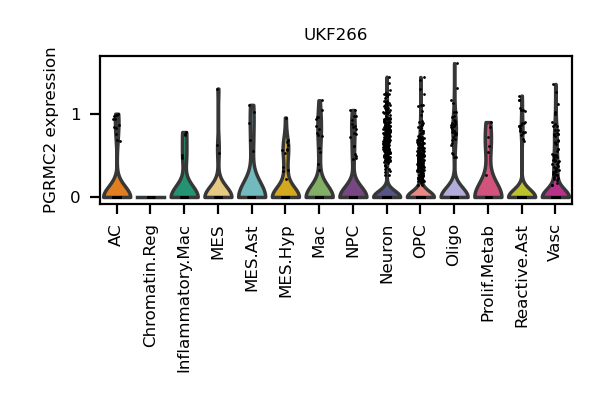 UKF266
PGRMC2 expression
1
0
AC
Chromatin.Reg
Inflammatory.Mac
MES
MES.Ast
MES.Hyp
Mac
NPC
Neuron
OPC
Oligo
Prolif.Metab
Reactive.Ast
Vasc